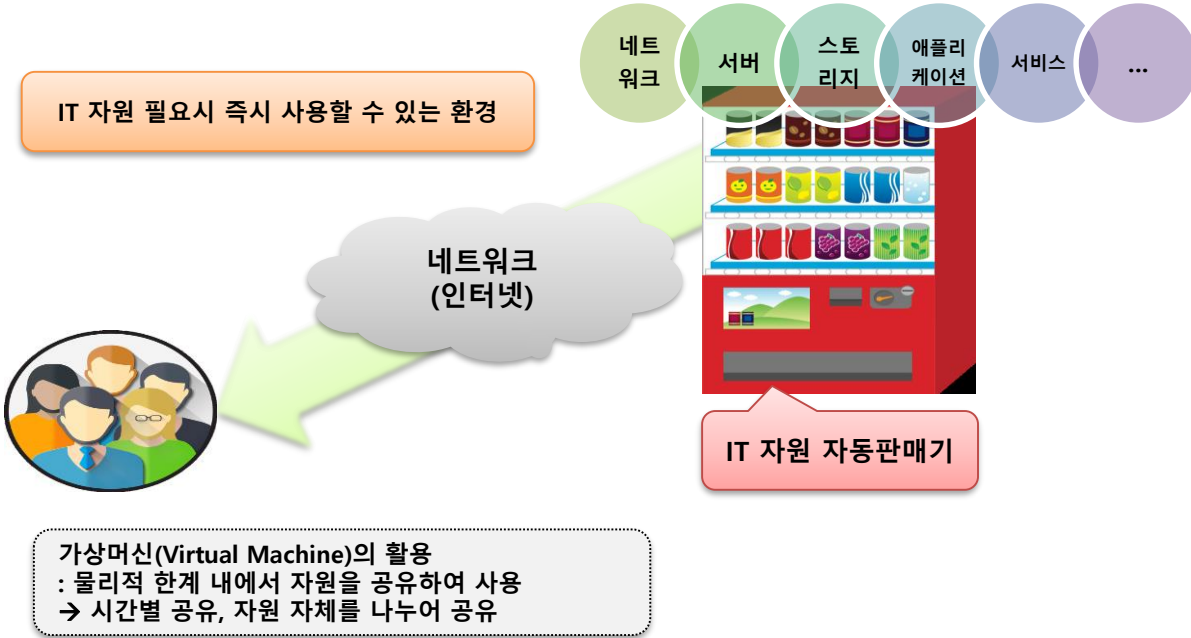 네트
워크
서버
스토
리지
애플리
케이션
서비스
...
IT 자원 필요시 즉시 사용할 수 있는 환경
네트워크
(인터넷)
IT 자원 자동판매기
가상머신(Virtual Machine)의 활용
: 물리적 한계 내에서 자원을 공유하여 사용
→ 시간별 공유, 자원 자체를 나누어 공유